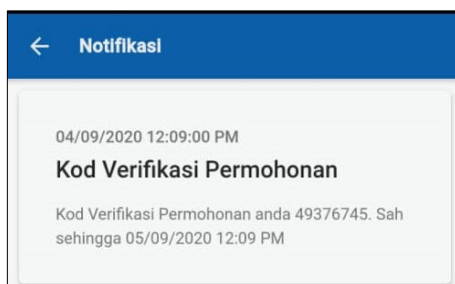 Notifikasi
04/09/2020 12:09:00 PM
Kod Verifikasi Permohonan
Kod Verifikasi Permohonan anda 49376745. Sah
sehingga 05/09/2020 12:09 PM